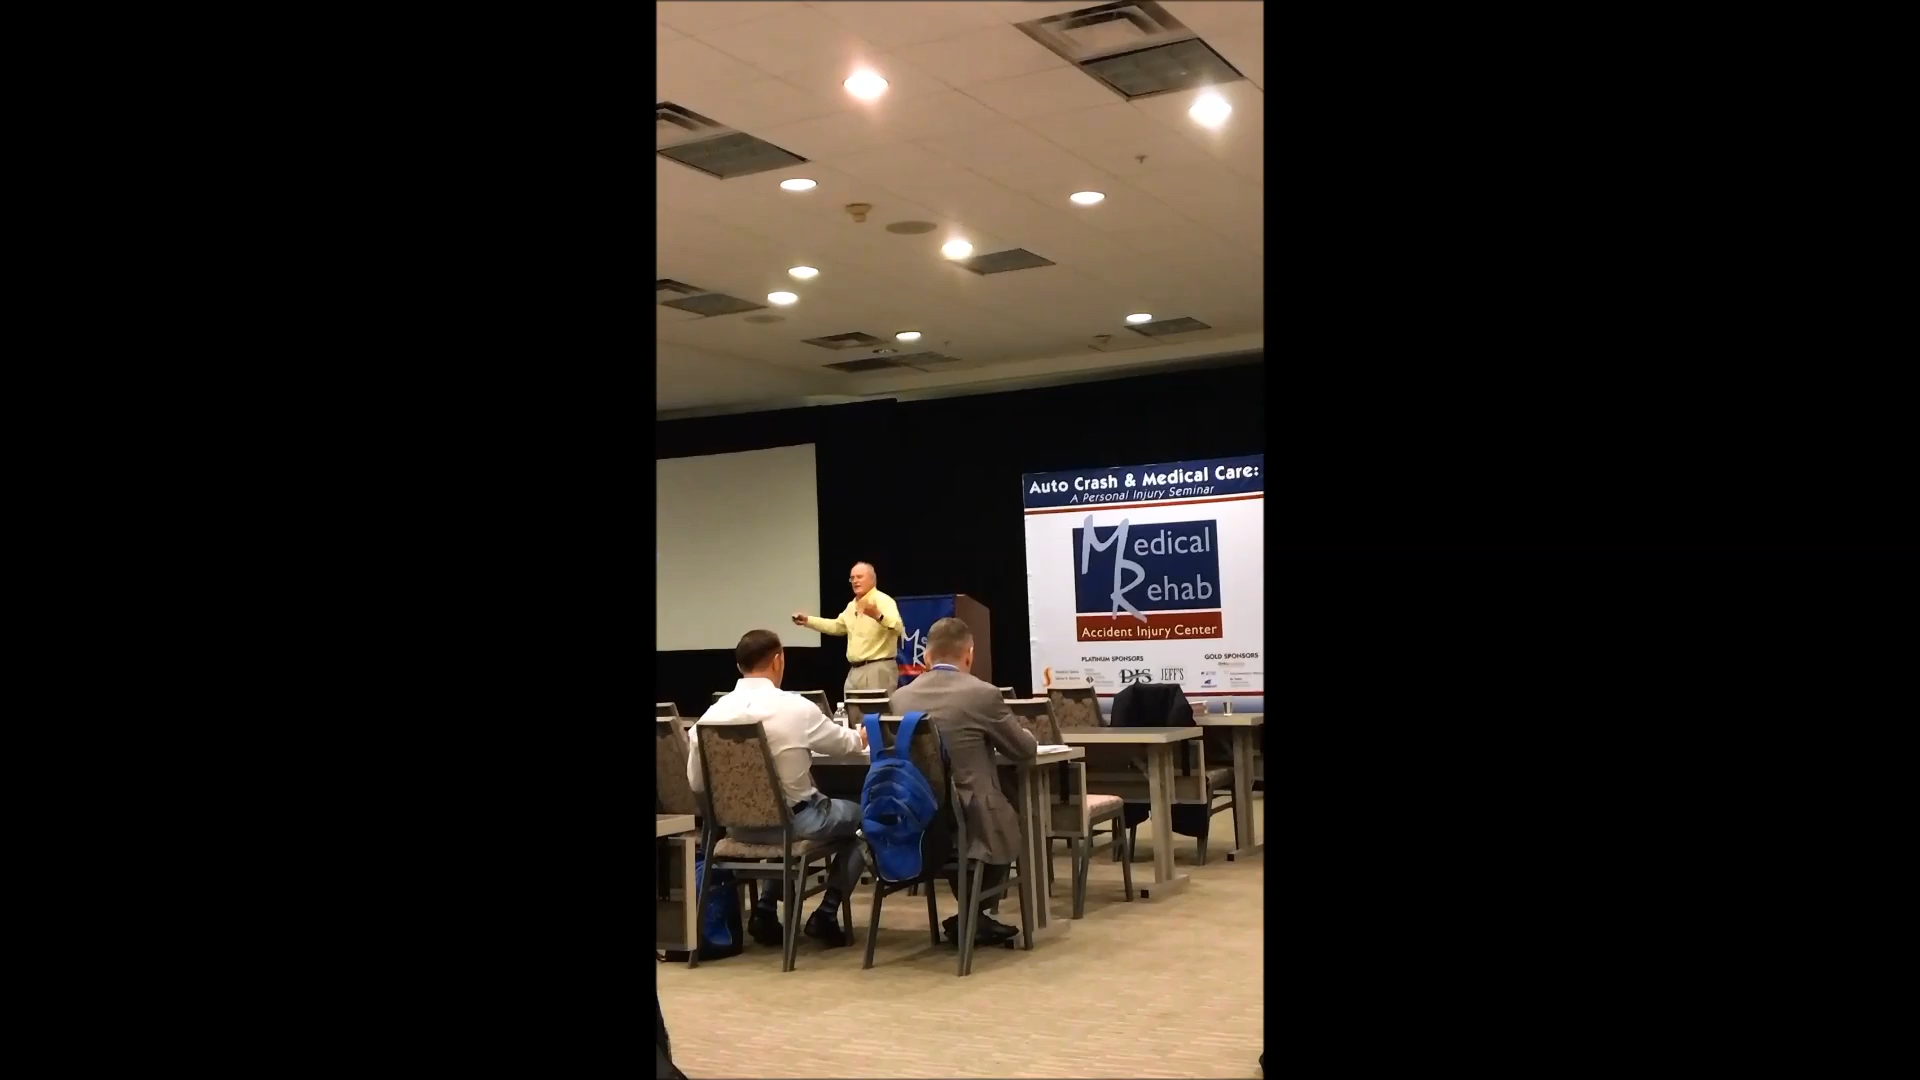 Auto Crash & Medical Care:
A Personal Injury Seminar
Medical
Rehab
Accident Injury Center
PLATINUM SPONSORS
GOLD SPONSORS
DIS
JEFF'S
M
R